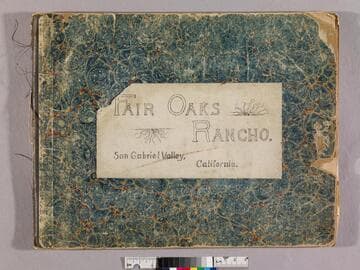 FAIR OAKS
RANCHO.
San Gabriel Valley,
California.